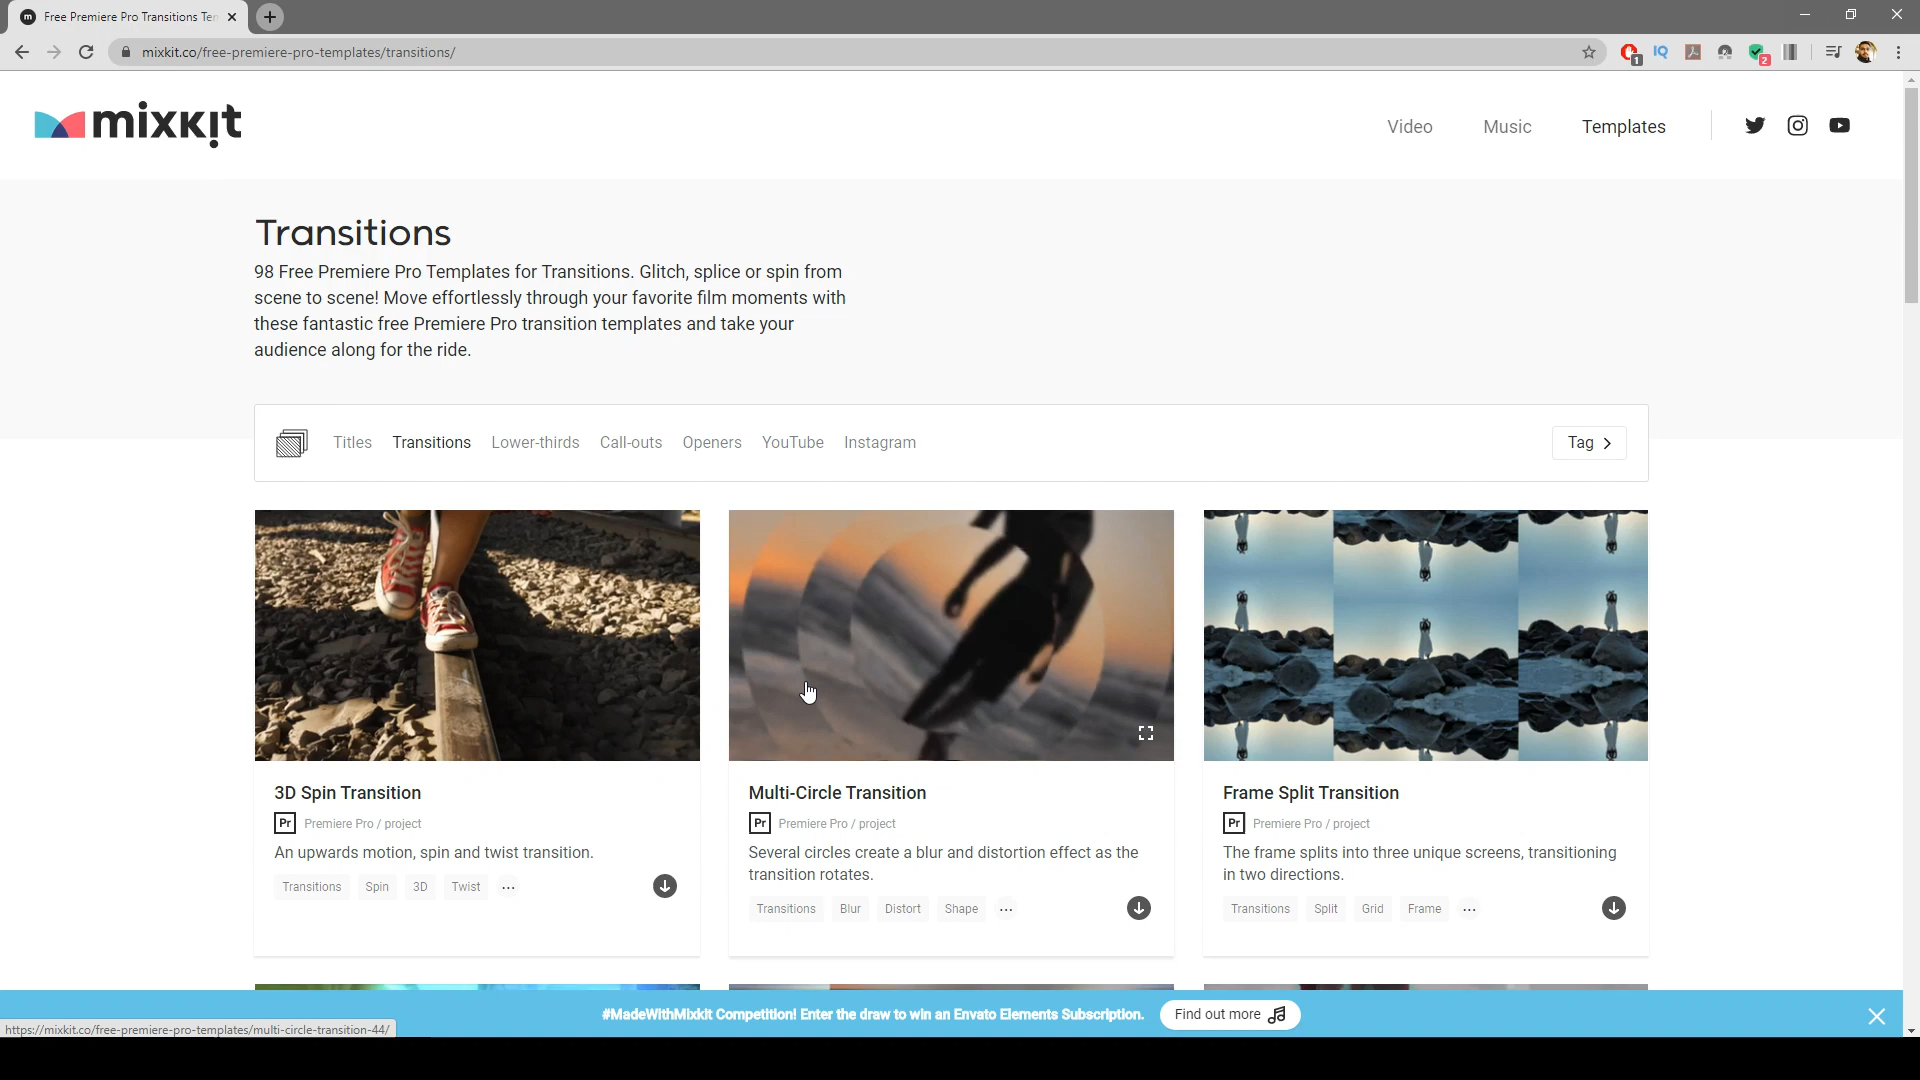 Free Premiere Pro Transitions Ten
mixkit.co/free-premiere-pro-templates/transitions/
1
IQ
2
mixkit
Video
Music
Templates
Transitions
98 Free Premiere Pro Templates for Transitions. Glitch, splice or spin from
scene to scene! Move effortlessly through your favorite film moments with
these fantastic free Premiere Pro transition templates and take your
audience along for the ride.
Titles
Transitions
Lower-thirds
Call-outs
Openers
YouTube
Instagram
Tag
3D Spin Transition
Pr Premiere Pro / project
An upwards motion, spin and twist transition.
Transitions
Spin
3D
Twist
...
Multi-Circle Transition
Pr Premiere Pro / project
Several circles create a blur and distortion effect as the
transition rotates.
Transitions
Blur
Distort
Shape
...
Frame Split Transition
Pr Premiere Pro / project
The frame splits into three unique screens, transitioning
in two directions.
Transitions
Split
Grid
Frame
...
#MadeWithMixkit Competition! Enter the draw to win an Envato Elements Subscription.
Find out more
https://mixkit.co/free-premiere-pro-templates/multi-circle-transition-44/